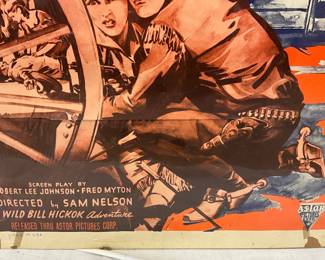 SCREEN PLAY BY
ROBERT LEE JOHNSON • FRED MYTON
DIRECTED by SAM NELSON
WILD BILL HICKOK Adventure
RELEASED THRU ASTOR PICTURES CORP.
ASTOR